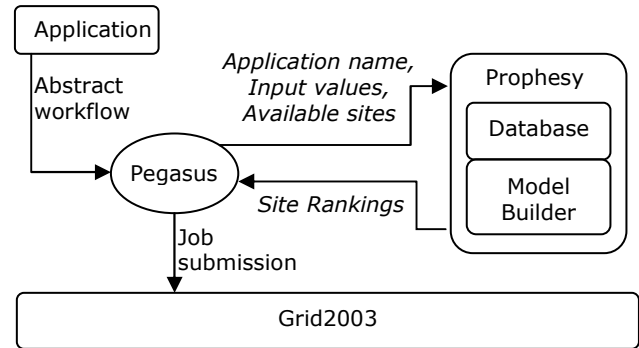 Application
Abstract
workflow
Application name,
Input values,
Available sites
Prophesy
Database
Model
Builder
Pegasus
Site Rankings
Job
submission
Grid2003